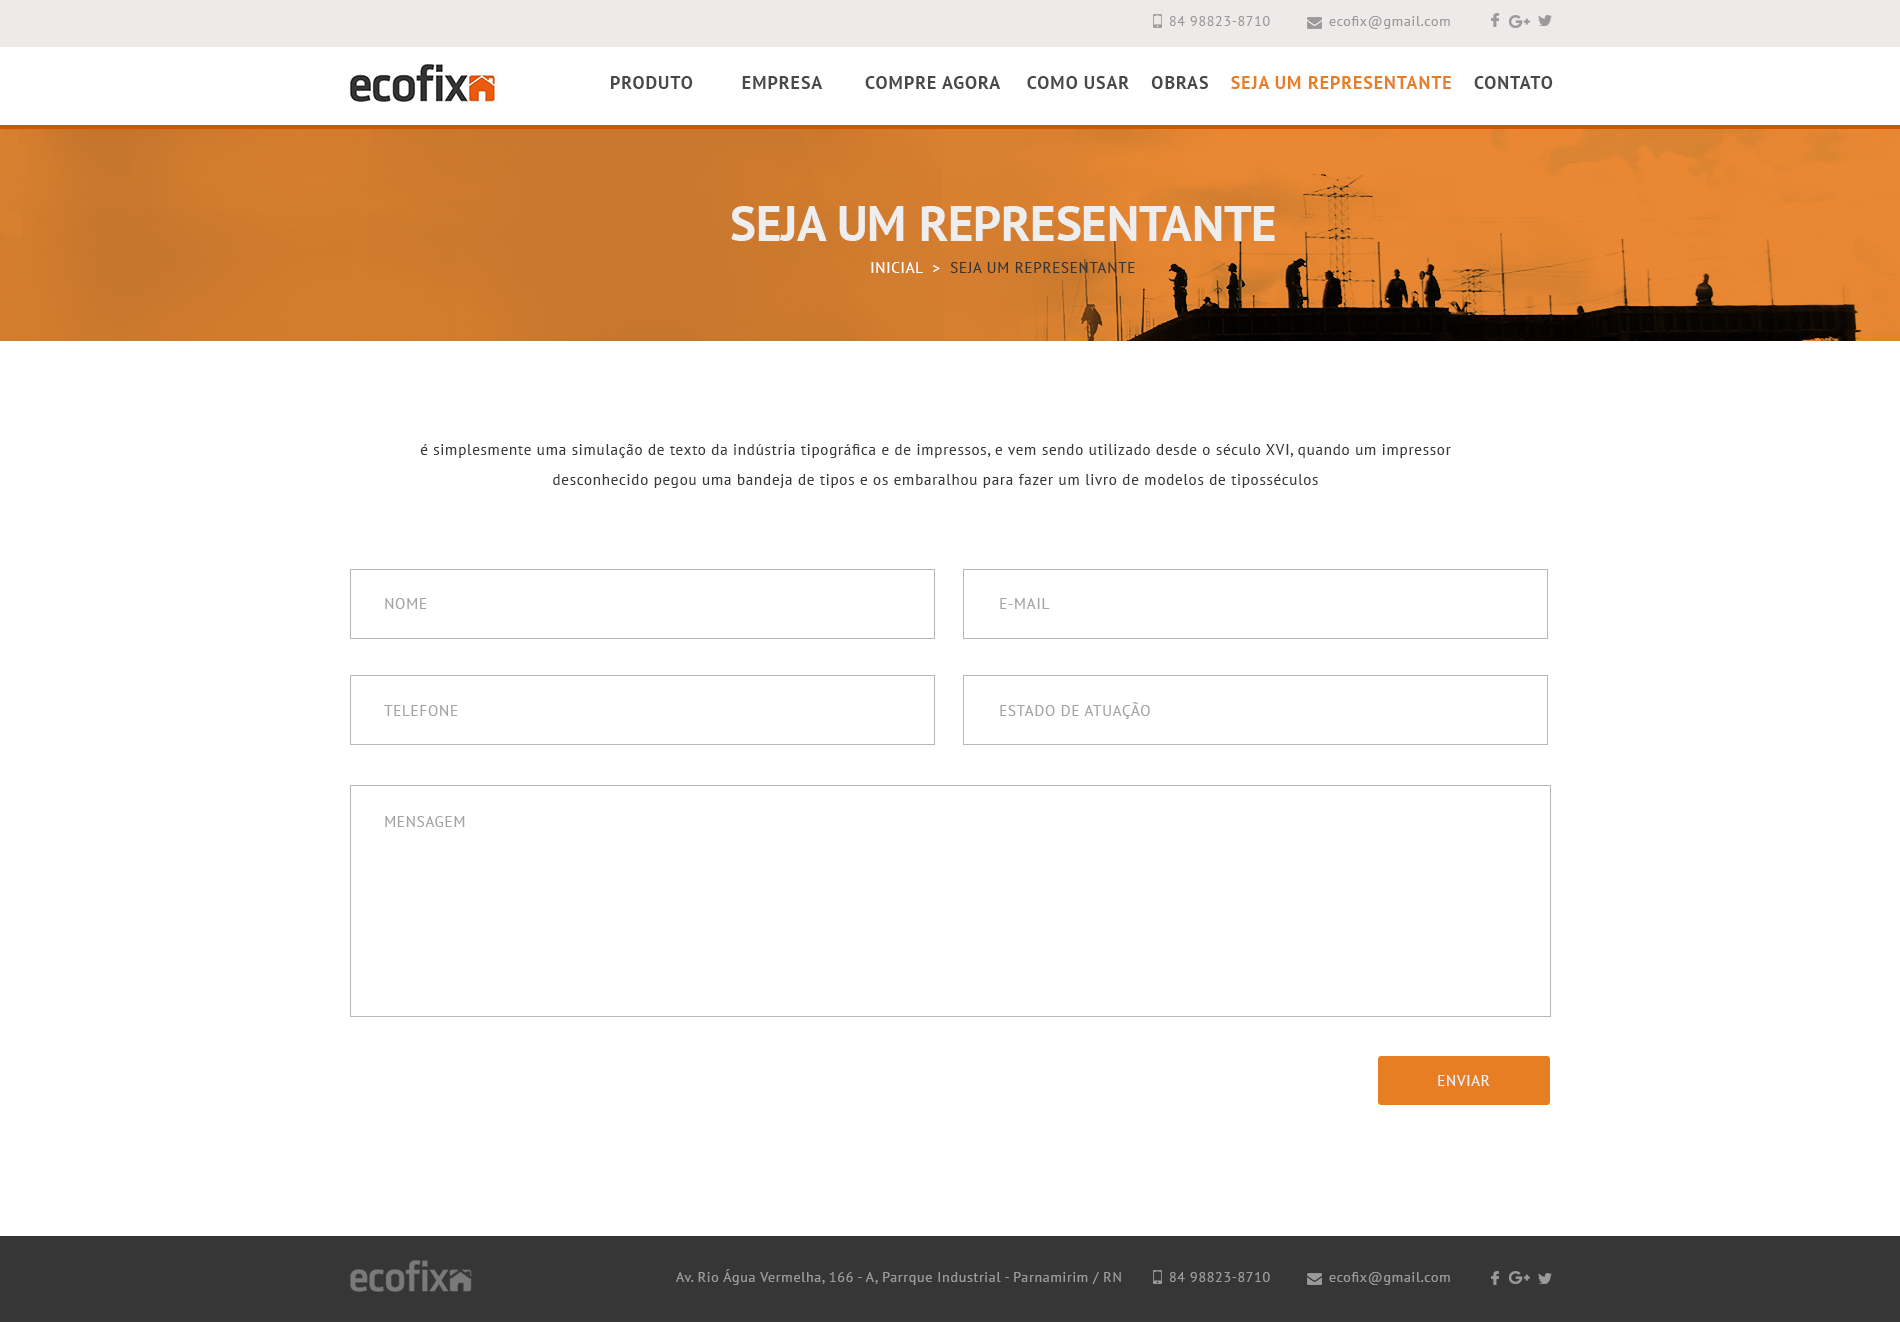 84 98823-8710 ecofix@gmail.com
ecofix PRODUTO EMPRESA COMPRE AGORA COMO USAR OBRAS SEJA UM REPRESENTANTE CONTATO
SEJA UM REPRESENTANTE
INICIAL > SEJA UM REPRESENTANTE
é simplesmente uma simulação de texto da indústria tipográfica e de impressos, e vem sendo utilizado desde o século XVI, quando um impressor
desconhecido pegou uma bandeja de tipos e os embaralhou para fazer um livro de modelos de tiposséculos
NOME E-MAIL
TELEFONE ESTADO DE ATUAÇÃO
MENSAGEM
ENVIAR
ecofix Av. Rio Água Vermelha, 166 - A, Parrque Industrial - Parnamirim / RN 84 98823-8710 ecofix@gmail.com